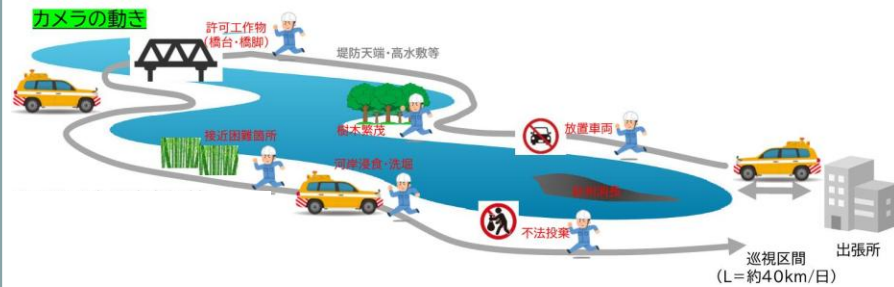 カメラの動き
許可工作物
(橋台・橋脚)
堤防天端・高水敷等
樹木繁茂
放置車両
接近困難箇所
河岸浸食・洗堀
不法投棄
出張所
巡視区間
(L=約40km/日)